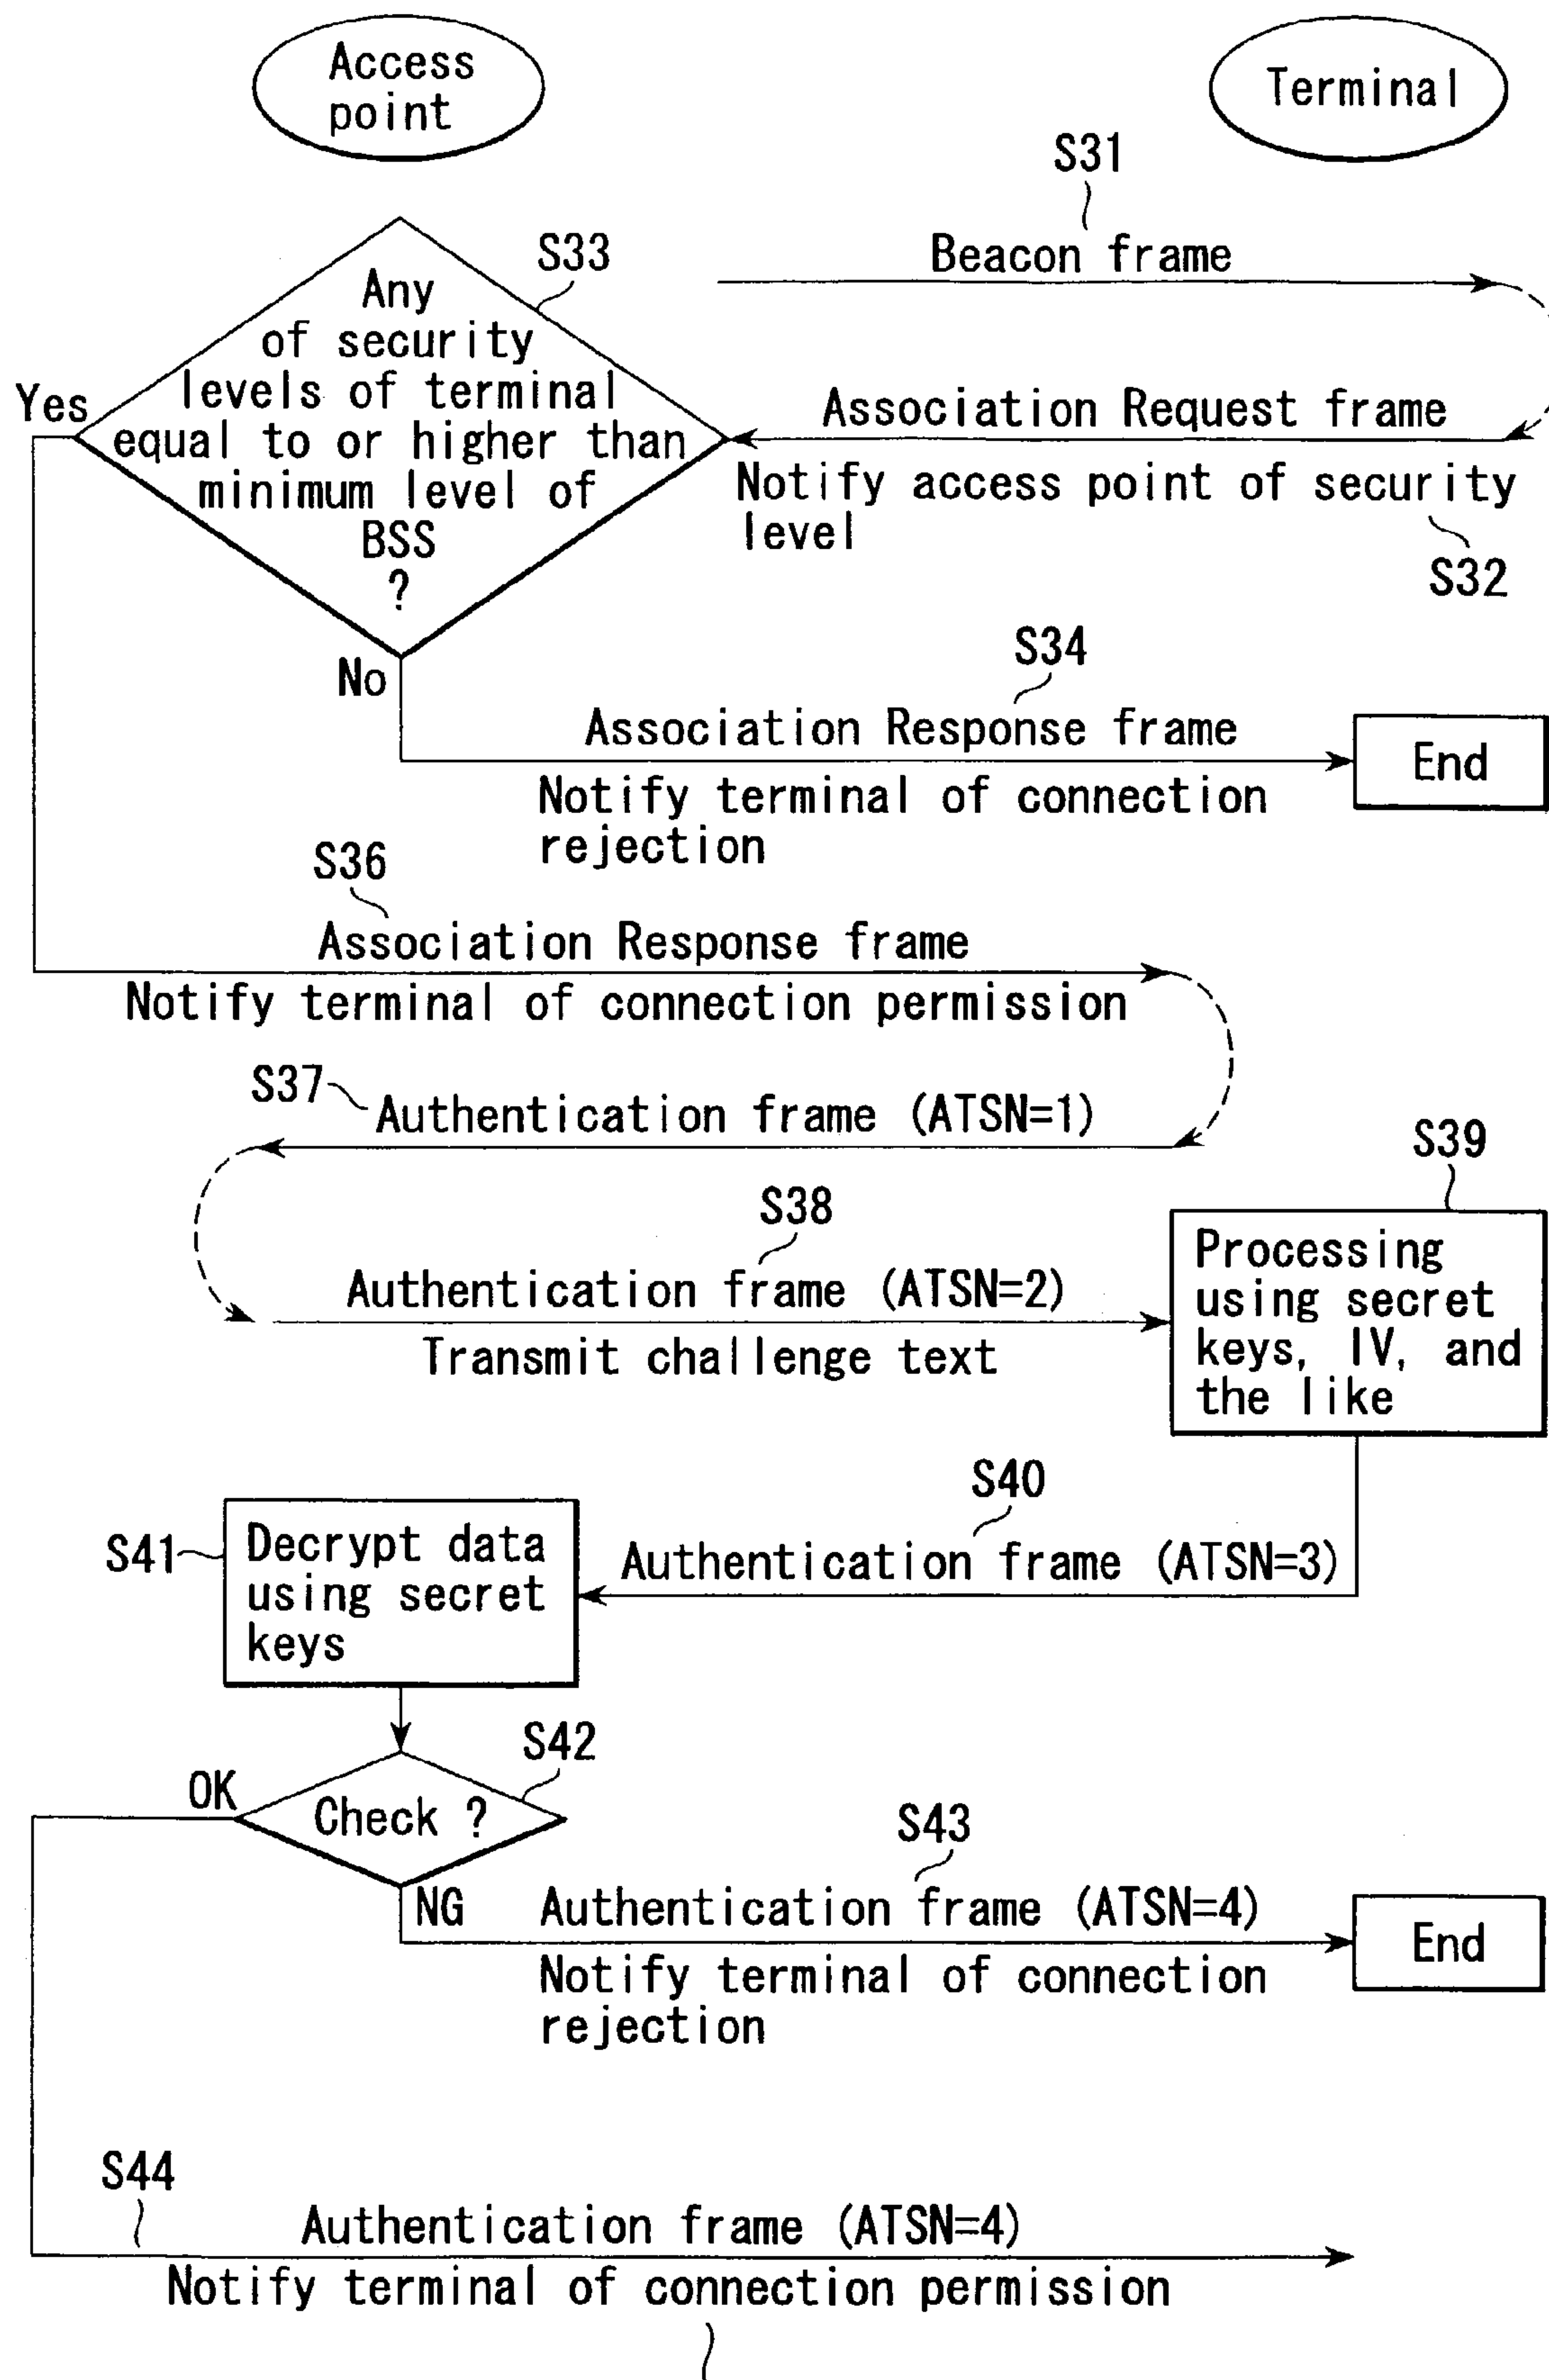 Access
point
Terminal
S31
Beacon frame
S33
Any
of security
levels of terminal
equal to or higher than
minimum level of
BSS
?
Yes
Association Request frame
Notify access point of security
level
S32
No
S34
Association Response frame
End
Notify terminal of connection
rejection
S36
Association Response frame
Notify terminal of connection permission
S37
Authentication frame (ATSN=1)
S39
S38
Authentication frame (ATSN=2)
Transmit challenge text
Processing
using secret
keys, IV, and
the like
S40
Authentication frame (ATSN=3)
S41
Decrypt data
using secret
keys
S42
OK
Check ?
S43
NG
Authentication frame (ATSN=4)
End
Notify terminal of connection
rejection
S44
Authentication frame (ATSN=4)
Notify terminal of connection permission